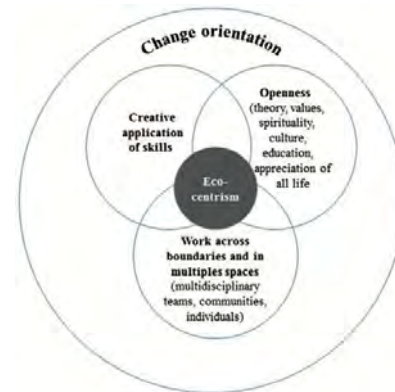 Change orientation
Creative
application
of skills
Openness
(theory, values,
spirituality,
culture,
education,
appreciation of
all life
Eco-
centrism
Work across
boundaries and in
multiples spaces
(multidisciplinary
teams, communities,
individuals)